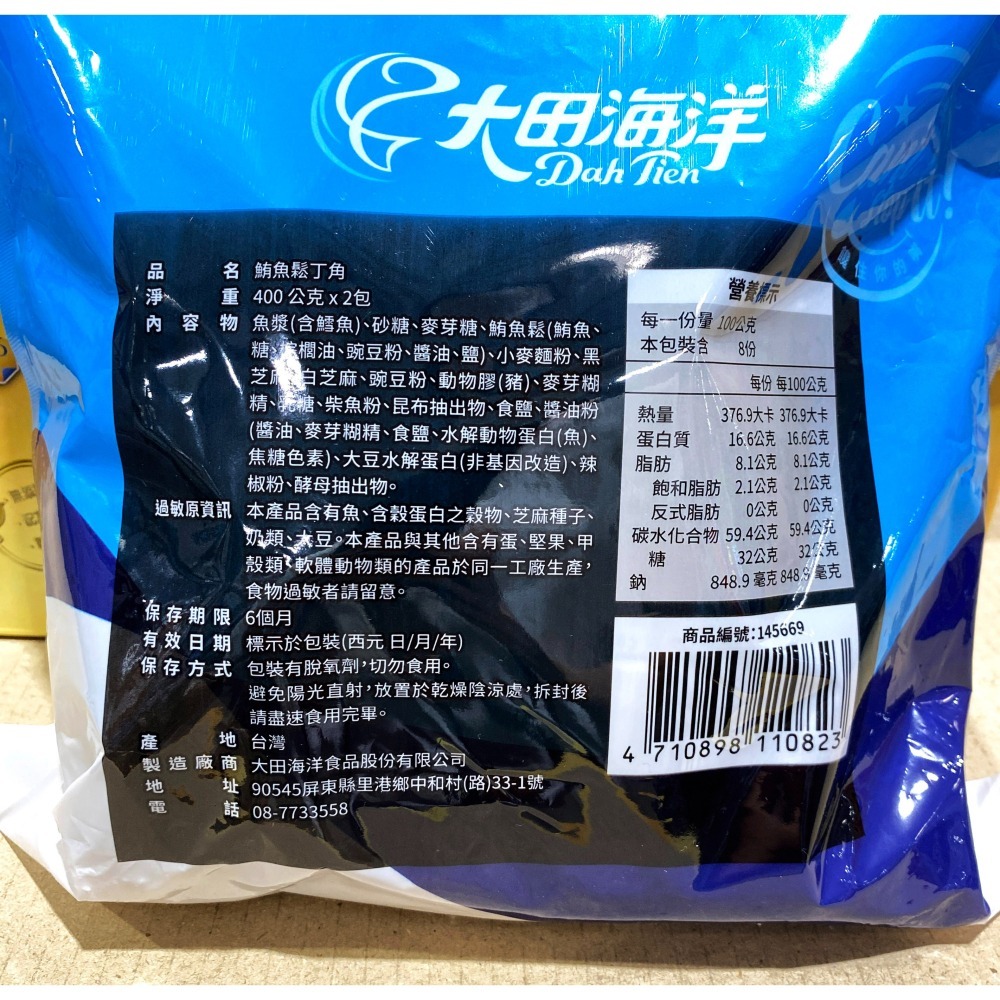 大田海洋
Dah Tien
品名 鮪魚鬆丁角
淨重 400 公克 x 2包
內容物 魚漿(含鱈魚)、砂糖、麥芽糖、鮪魚鬆(鮪魚、
糖、棕櫚油、豌豆粉、醬油、鹽)、小麥麵粉、黑
芝麻、白芝麻、豌豆粉、動物膠(豬)、麥芽糊
精、乳糖、柴魚粉、昆布抽出物、食鹽、醬油粉
(醬油、麥芽糊精、食鹽、水解動物蛋白(魚)、
焦糖色素)、大豆水解蛋白(非基因改造)、辣
椒粉、酵母抽出物。
過敏原資訊 本產品含有魚、含穀蛋白之穀物、芝麻種子、
奶類、大豆。本產品與其他含有蛋、堅果、甲
殼類、軟體動物類的產品於同一工廠生產，
食物過敏者請留意。
保存期限 6個月
有效日期 標示於包裝(西元 日/月/年)
保存方式 包裝有脫氧劑，切勿食用。
避免陽光直射，放置於乾燥陰涼處，拆封後
請盡速食用完畢。
產地 台灣
製造廠商 大田海洋食品股份有限公司
地址 90545屏東縣里港鄉中和村(路)33-1號
電話 08-7733558
營養標示
每一份量 100公克
本包裝含 8份
每份 每100公克
熱量 376.9大卡 376.9大卡
蛋白質 16.6公克 16.6公克
脂肪 8.1公克 8.1公克
飽和脂肪 2.1公克 2.1公克
反式脂肪 0公克 0公克
碳水化合物 59.4公克 59.4公克
糖 32公克 32公克
鈉 848.9 毫克 848.9 毫克
商品編號：145669
4 710898 110823